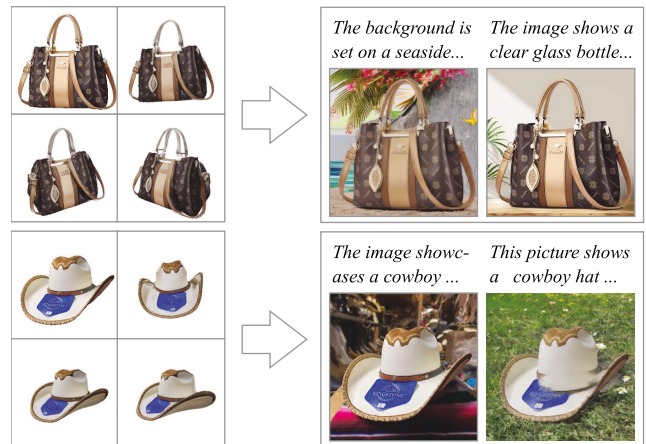 The background is
set on a seaside...
The image shows a
clear glass bottle...
The image showc-
ases a cowboy ...
This picture shows
a cowboy hat ...